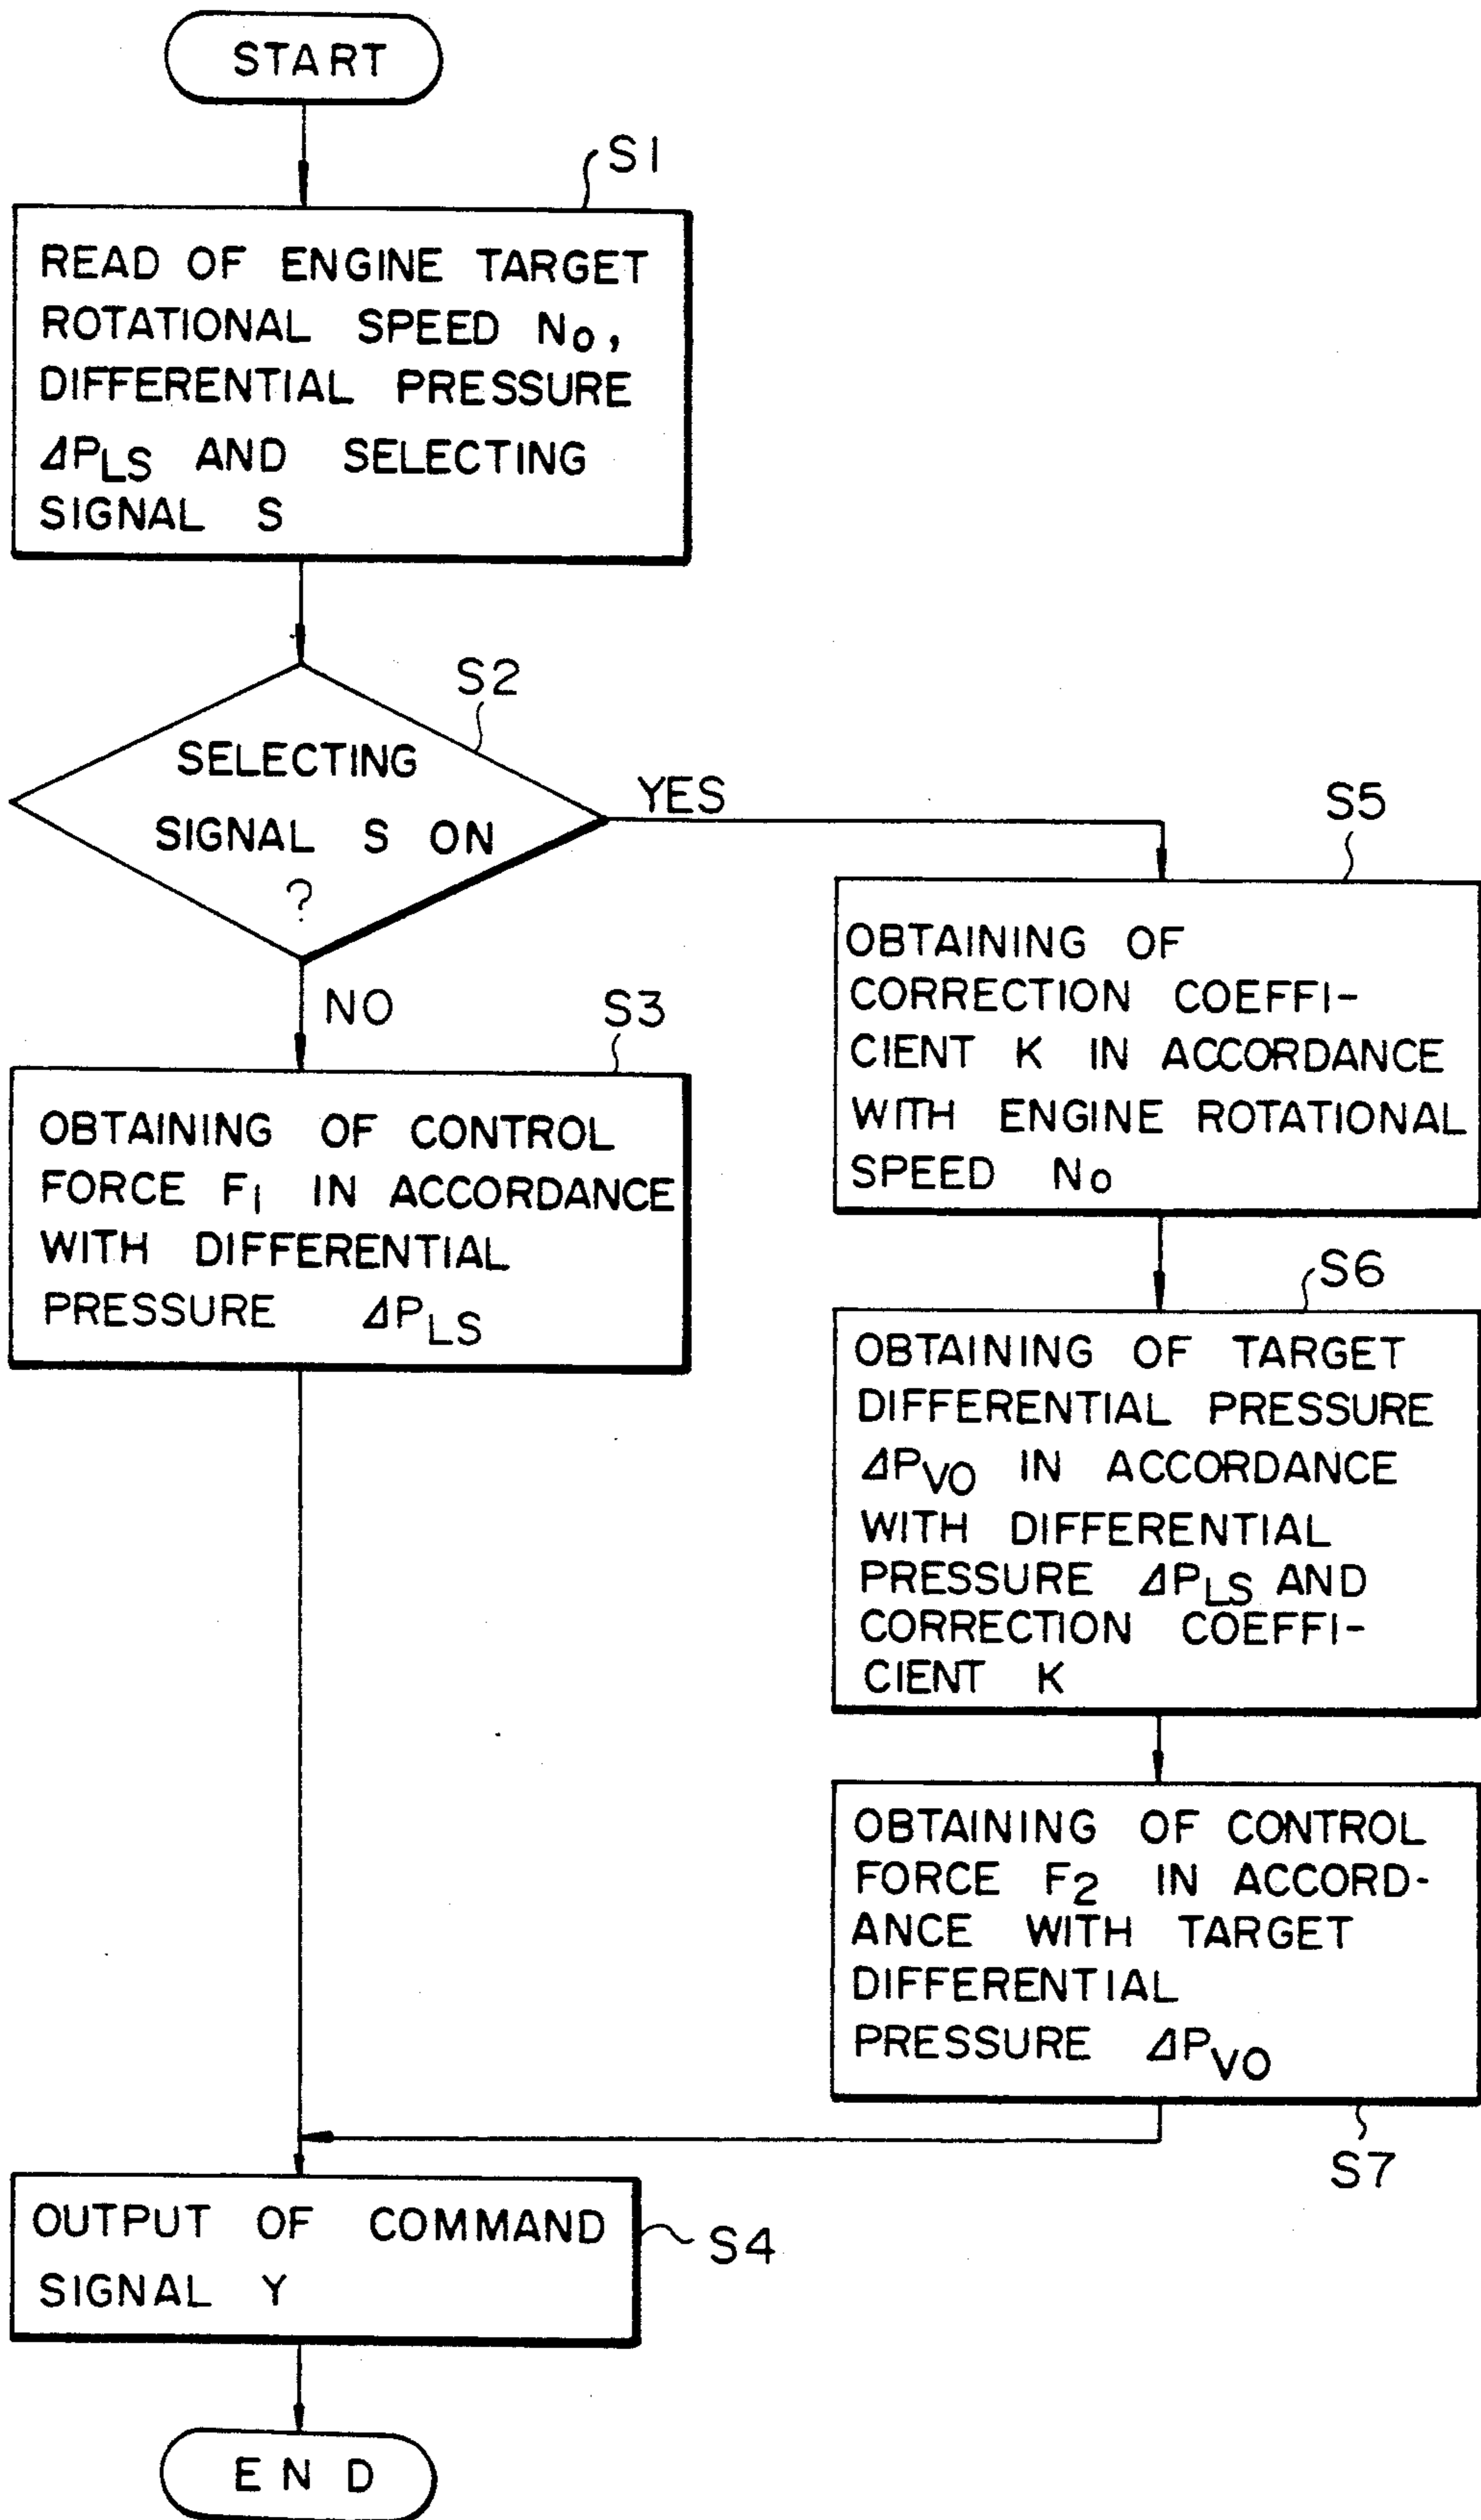 START
S1
READ OF ENGINE TARGET
ROTATIONAL SPEED No,
DIFFERENTIAL PRESSURE
ΔPLS AND SELECTING
SIGNAL S
S2
SELECTING
SIGNAL S ON
?
YES
NO
S3
OBTAINING OF CONTROL
FORCE F1 IN ACCORDANCE
WITH DIFFERENTIAL
PRESSURE ΔPLS
S5
OBTAINING OF
CORRECTION COEFFI-
CIENT K IN ACCORDANCE
WITH ENGINE ROTATIONAL
SPEED No
S6
OBTAINING OF TARGET
DIFFERENTIAL PRESSURE
ΔPVO IN ACCORDANCE
WITH DIFFERENTIAL
PRESSURE ΔPLS AND
CORRECTION COEFFI-
CIENT K
OBTAINING OF CONTROL
FORCE F2 IN ACCORD-
ANCE WITH TARGET
DIFFERENTIAL
PRESSURE ΔPVO
S7
OUTPUT OF COMMAND
SIGNAL Y
S4
END